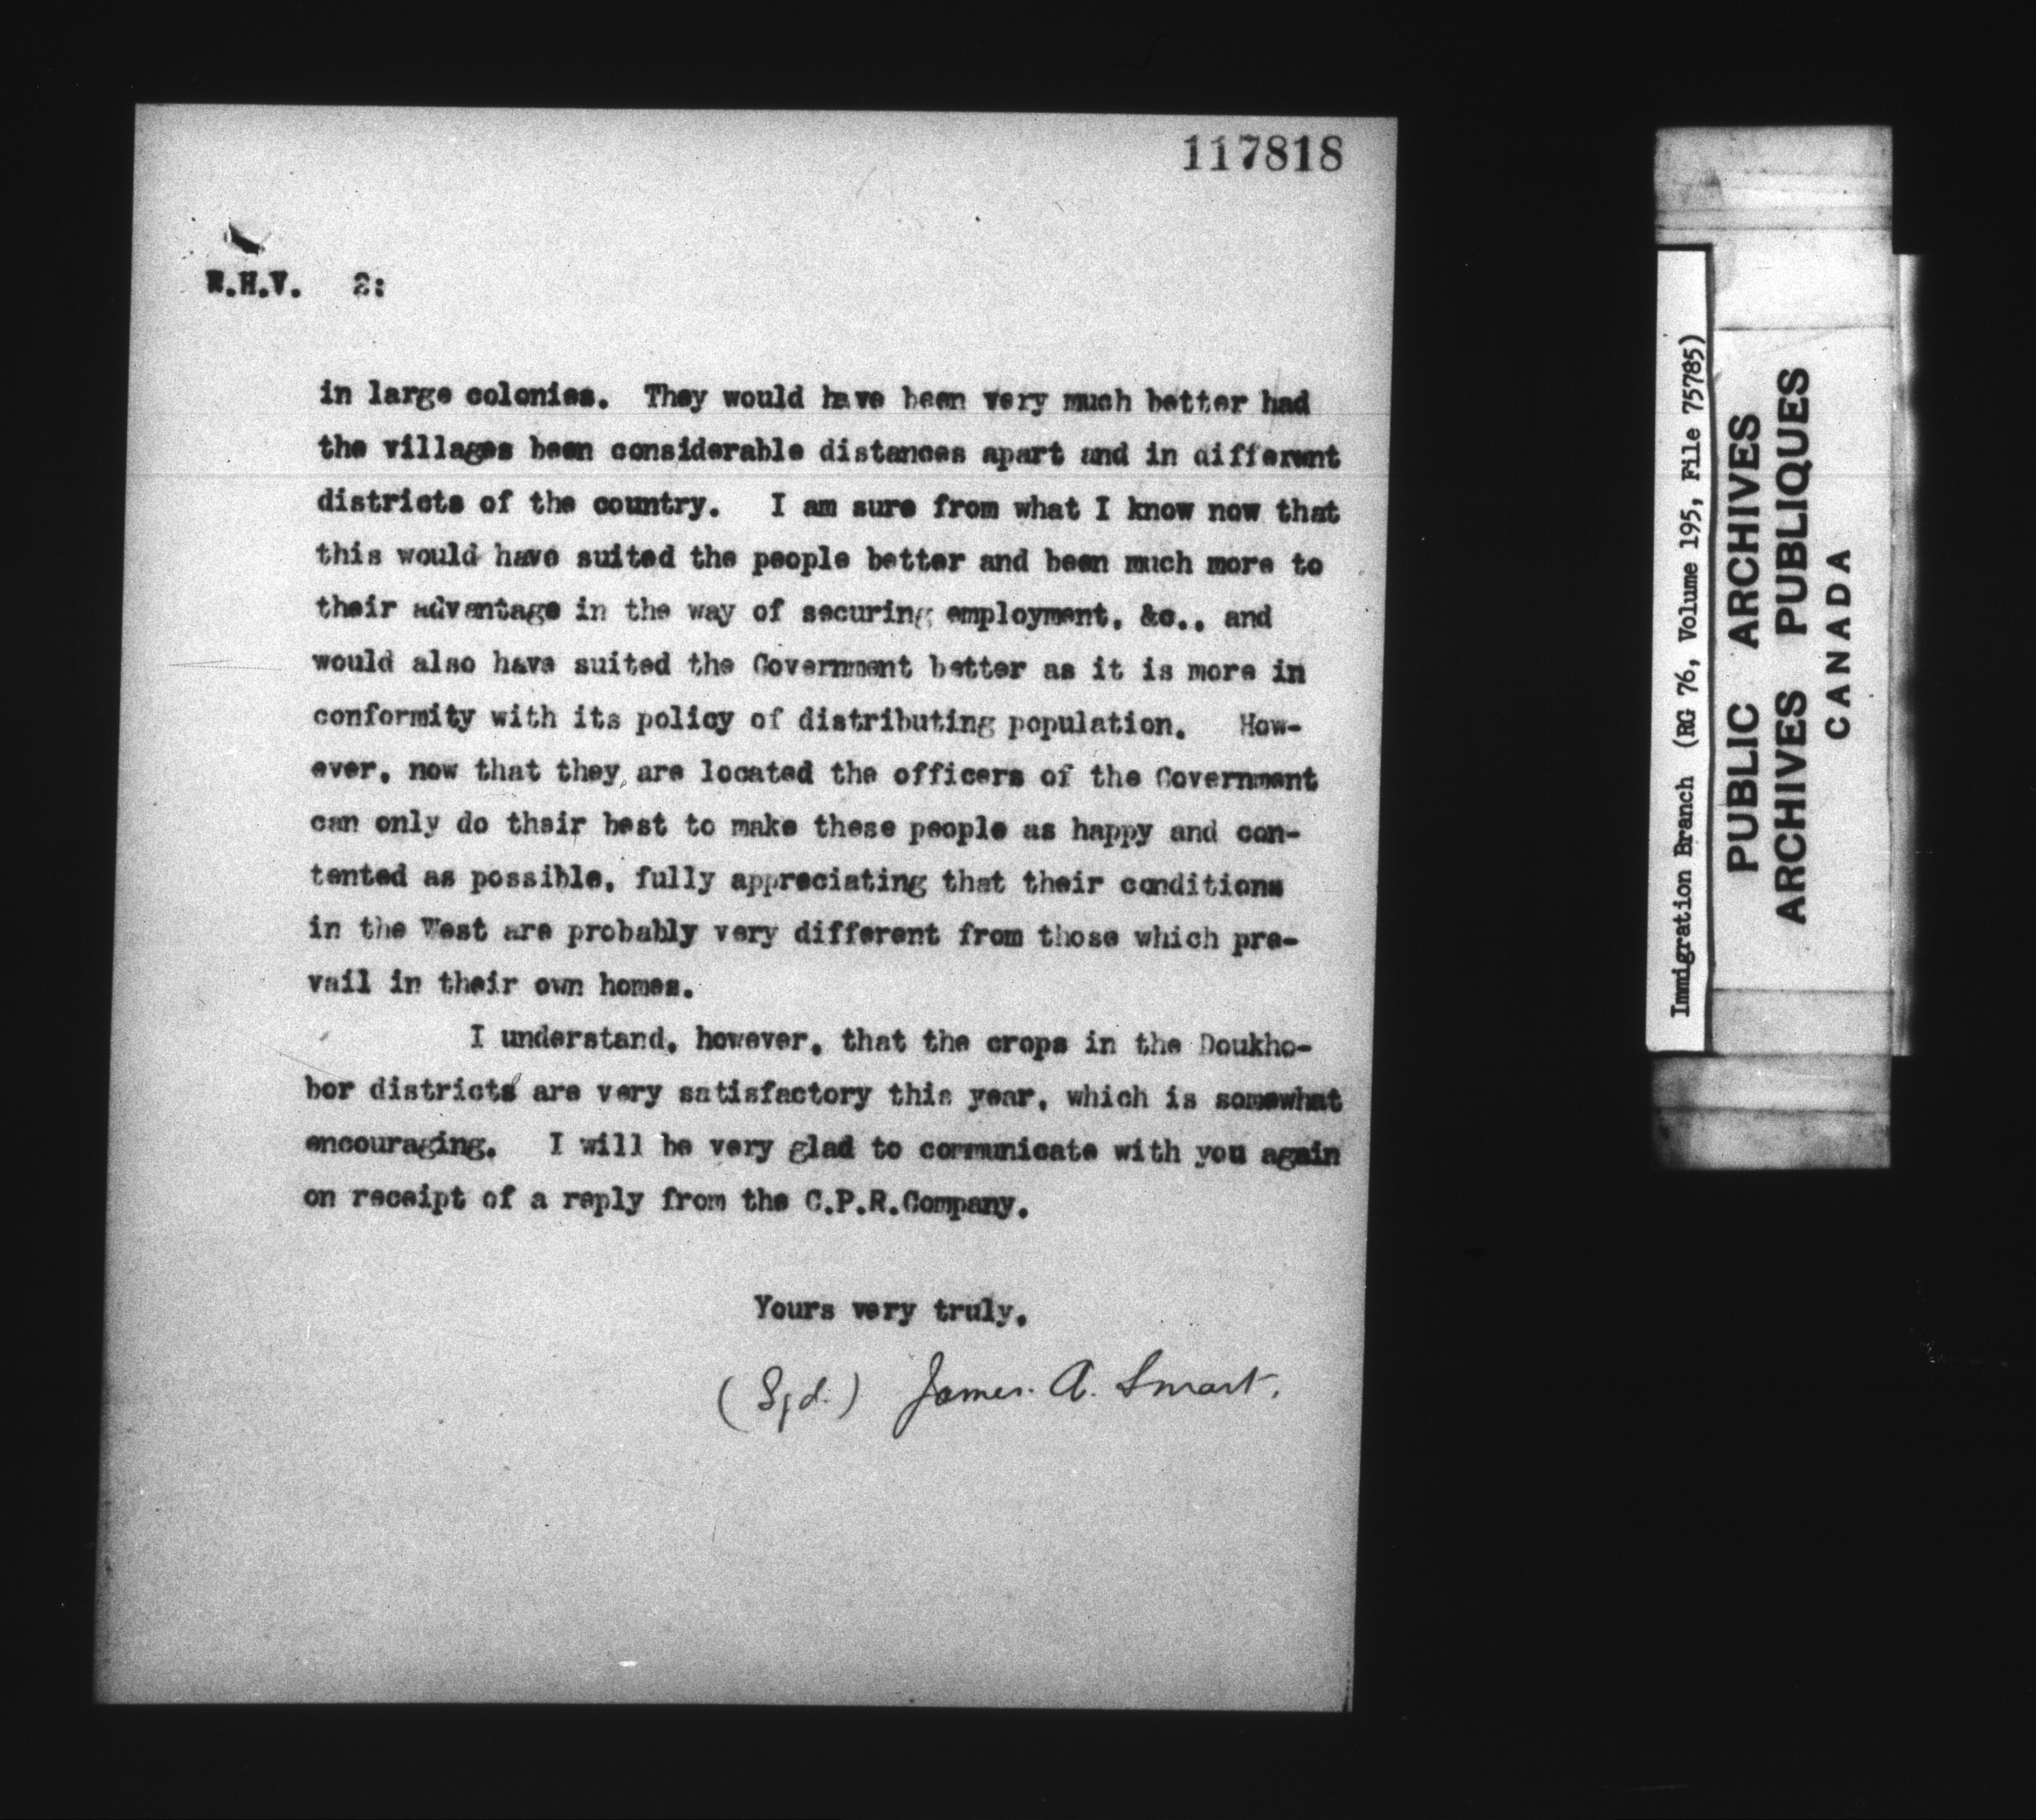 117818
W.H.V. 2:
in large colonies. They would have been very much better had
the villages been considerable distances apart and in different
districts of the country. I am sure from what I know now that
this would have suited the people better and been much more to
their advantage in the way of securing employment, &c., and
would also have suited the Government better as it is more in
conformity with its policy of distributing population. How-
ever, now that they are located the officers of the Government
can only do their best to make these people as happy and con-
tented as possible, fully appreciating that their conditions
in the West are probably very different from those which pre-
vail in their own homes.
I understand, however, that the crops in the Doukho-
bor districts are very satisfactory this year, which is somewhat
encouraging. I will be very glad to communicate with you again
on receipt of a reply from the C.P.R.Company.
Yours very truly,
(Sgd.) James. A. Smart.
Immigration Branch (RG 76, Volume 195, File 75785)
PUBLIC ARCHIVES
ARCHIVES PUBLIQUES
CANADA